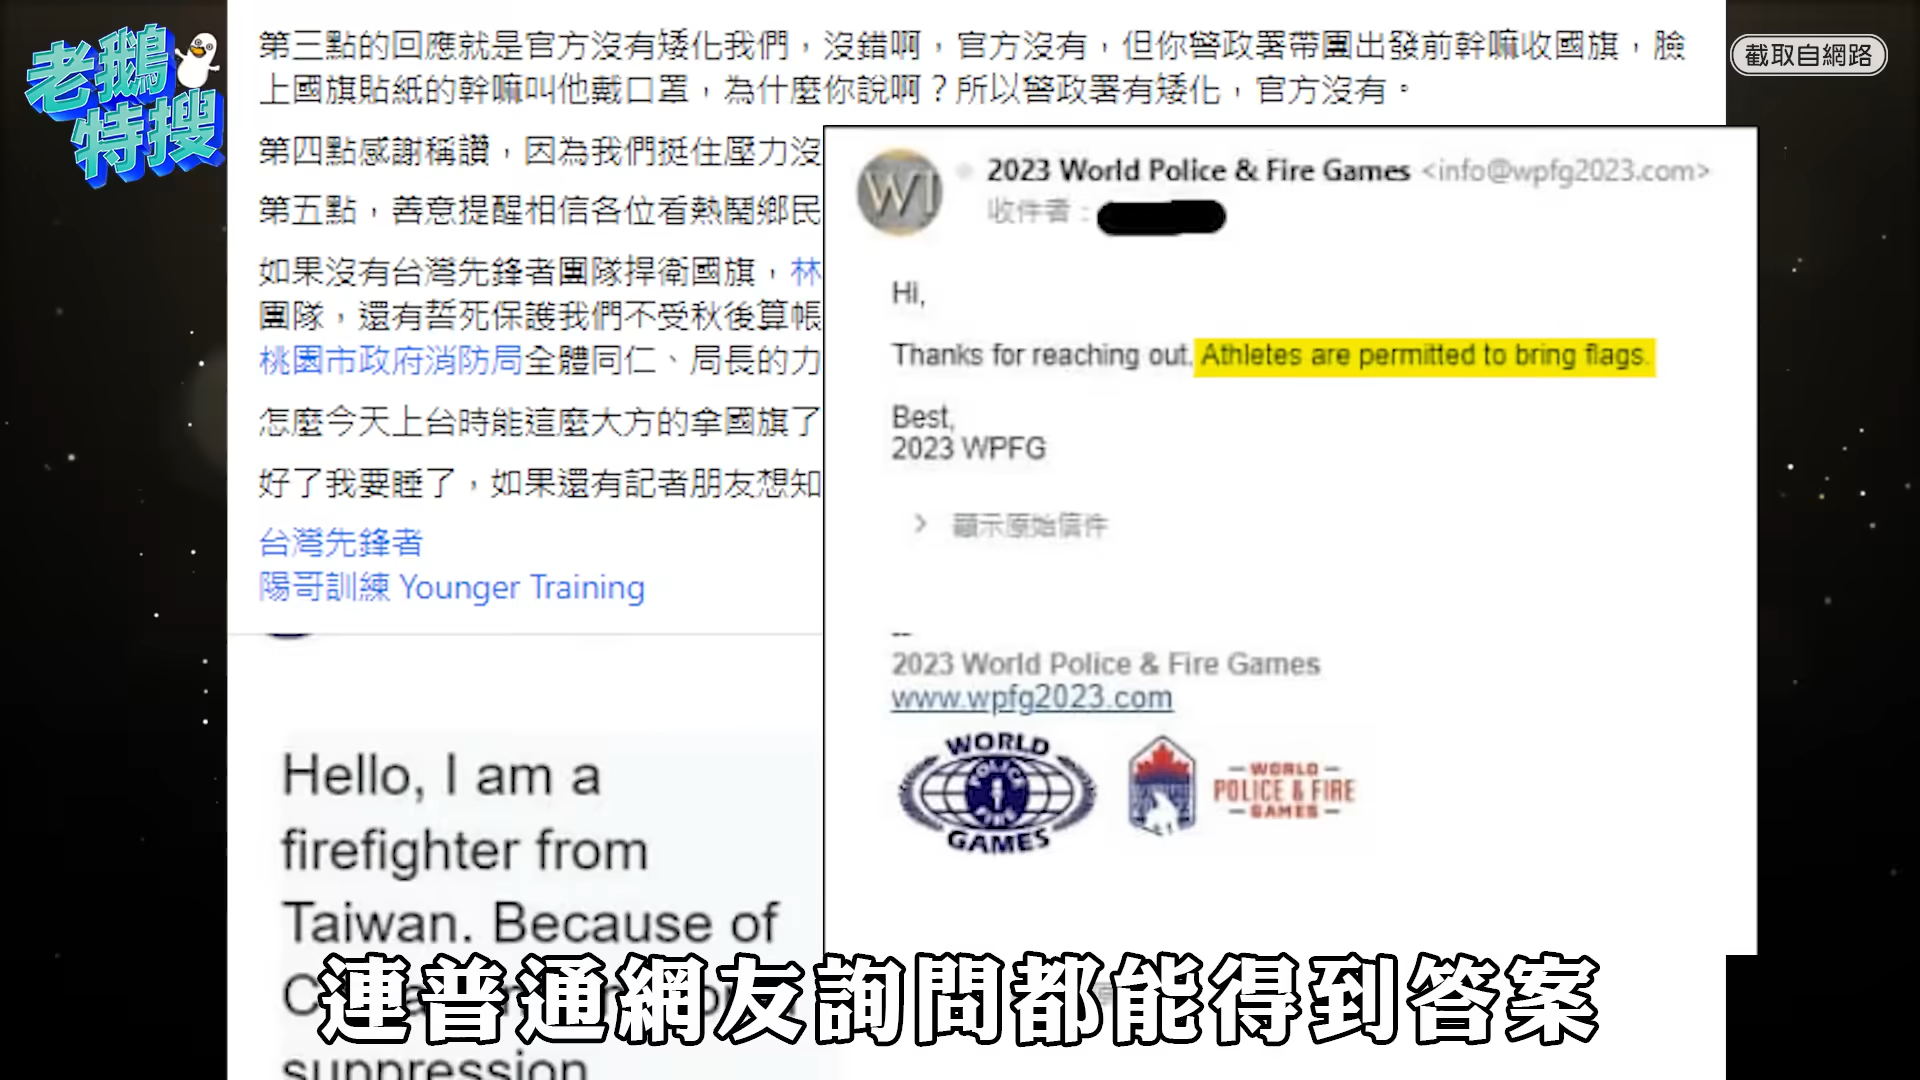 老鵝特搜
截取自網路
第三點的回應就是官方沒有矮化我們，沒錯啊，官方沒有，但你警政署帶團出發前幹嘛收國旗，臉
上國旗貼紙的幹嘛叫他戴口罩，為什麼你說啊？所以警政署有矮化，官方沒有。
第四點感謝稱讚，因為我們挺住壓力沒
第五點，善意提醒相信各位看熱鬧鄉民
如果沒有台灣先鋒者團隊捍衛國旗，林
團隊，還有誓死保護我們不受秋後算帳
桃園市政府消防局全體同仁、局長的力
怎麼今天上台時能這麼大方的拿國旗了
好了我要睡了，如果還有記者朋友想知
台灣先鋒者
陽哥訓練 Younger Training
Hello, I am a
firefighter from
Taiwan. Because of
suppression
2023 World Police & Fire Games <info@wpfg2023.com>
收件者：
Hi,
Thanks for reaching out. Athletes are permitted to bring flags.
Best,
2023 WPFG
> 顯示原始信件
--
2023 World Police & Fire Games
www.wpfg2023.com
WORLD
POLICE
FIRE
GAMES
WORLD
POLICE & FIRE
GAMES
連普通網友詢問都能得到答案